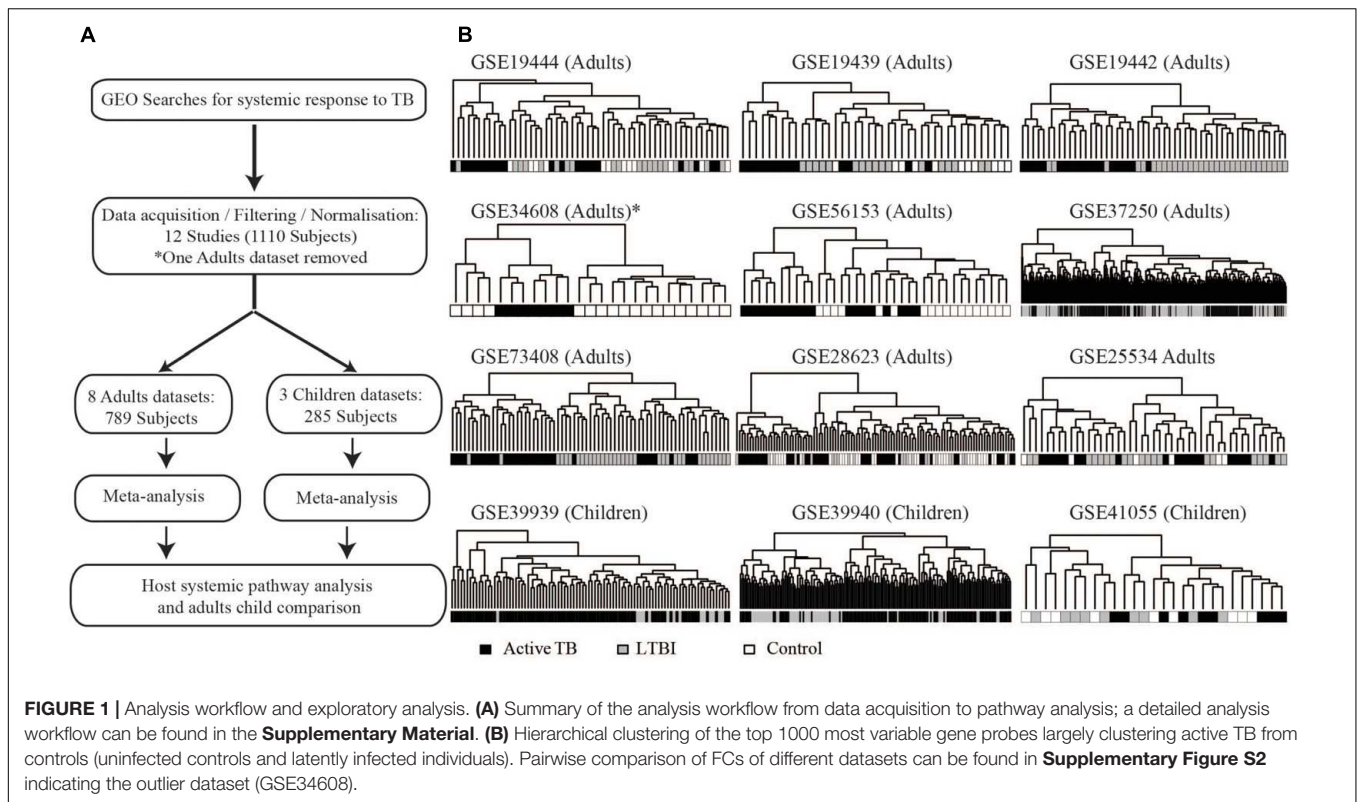 A
GEO Searches for systemic response to TB
Data acquisition / Filtering / Normalisation:
12 Studies (1110 Subjects)
*One Adults dataset removed
8 Adults datasets:
789 Subjects
3 Children datasets:
285 Subjects
Meta-analysis
Meta-analysis
Host systemic pathway analysis
and adults child comparison
B
GSE19444 (Adults)
GSE19439 (Adults)
GSE19442 (Adults)
GSE34608 (Adults)*
GSE56153 (Adults)
GSE37250 (Adults)
GSE73408 (Adults)
GSE28623 (Adults)
GSE25534 Adults
GSE39939 (Children)
GSE39940 (Children)
GSE41055 (Children)
Active TB
LTBI
Control
FIGURE 1 | Analysis workflow and exploratory analysis. (A) Summary of the analysis workflow from data acquisition to pathway analysis; a detailed analysis
workflow can be found in the Supplementary Material. (B) Hierarchical clustering of the top 1000 most variable gene probes largely clustering active TB from
controls (uninfected controls and latently infected individuals). Pairwise comparison of FCs of different datasets can be found in Supplementary Figure S2
indicating the outlier dataset (GSE34608).